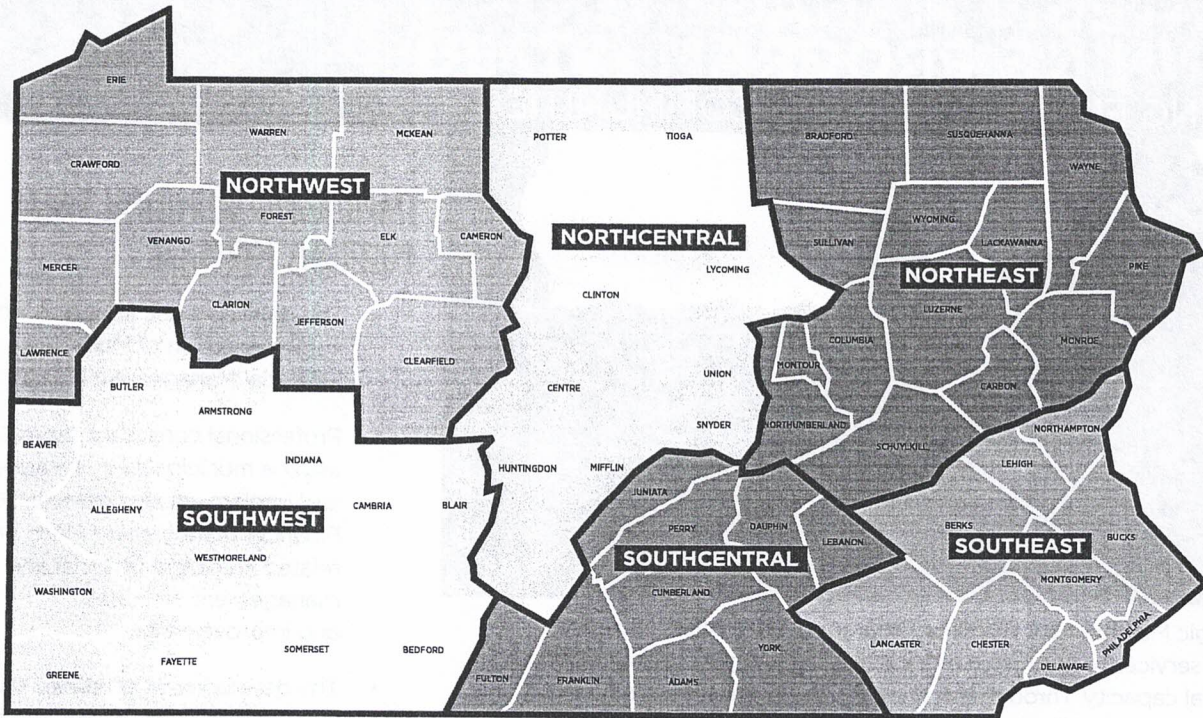 ERIE
WARREN
MCKEAN
CRAWFORD
NORTHWEST
FOREST
VENANGO
ELK
CAMERON
MERCER
CLARION
JEFFERSON
LAWRENCE
CLEARFIELD
POTTER
TIOGA
NORTHCENTRAL
LYCOMING
CLINTON
CENTRE
UNION
SNYDER
HUNTINGDON
MIFFLIN
BRADFORD
SUSQUEHANNA
WAYNE
WYOMING
SULLIVAN
LACKAWANNA
NORTHEAST
PIKE
LUZERNE
COLUMBIA
MONROE
MONTOUR
CARBON
NORTHUMBERLAND
SCHUYLKILL
BUTLER
ARMSTRONG
BEAVER
INDIANA
ALLEGHENY
CAMBRIA
BLAIR
SOUTHWEST
WESTMORELAND
WASHINGTON
SOMERSET
BEDFORD
FAYETTE
GREENE
JUNIATA
PERRY
DAUPHIN
LEBANON
SOUTHCENTRAL
CUMBERLAND
YORK
FULTON
FRANKLIN
ADAMS
NORTHAMPTON
LEHIGH
BERKS
BUCKS
SOUTHEAST
MONTGOMERY
PHILADELPHIA
LANCASTER
CHESTER
DELAWARE